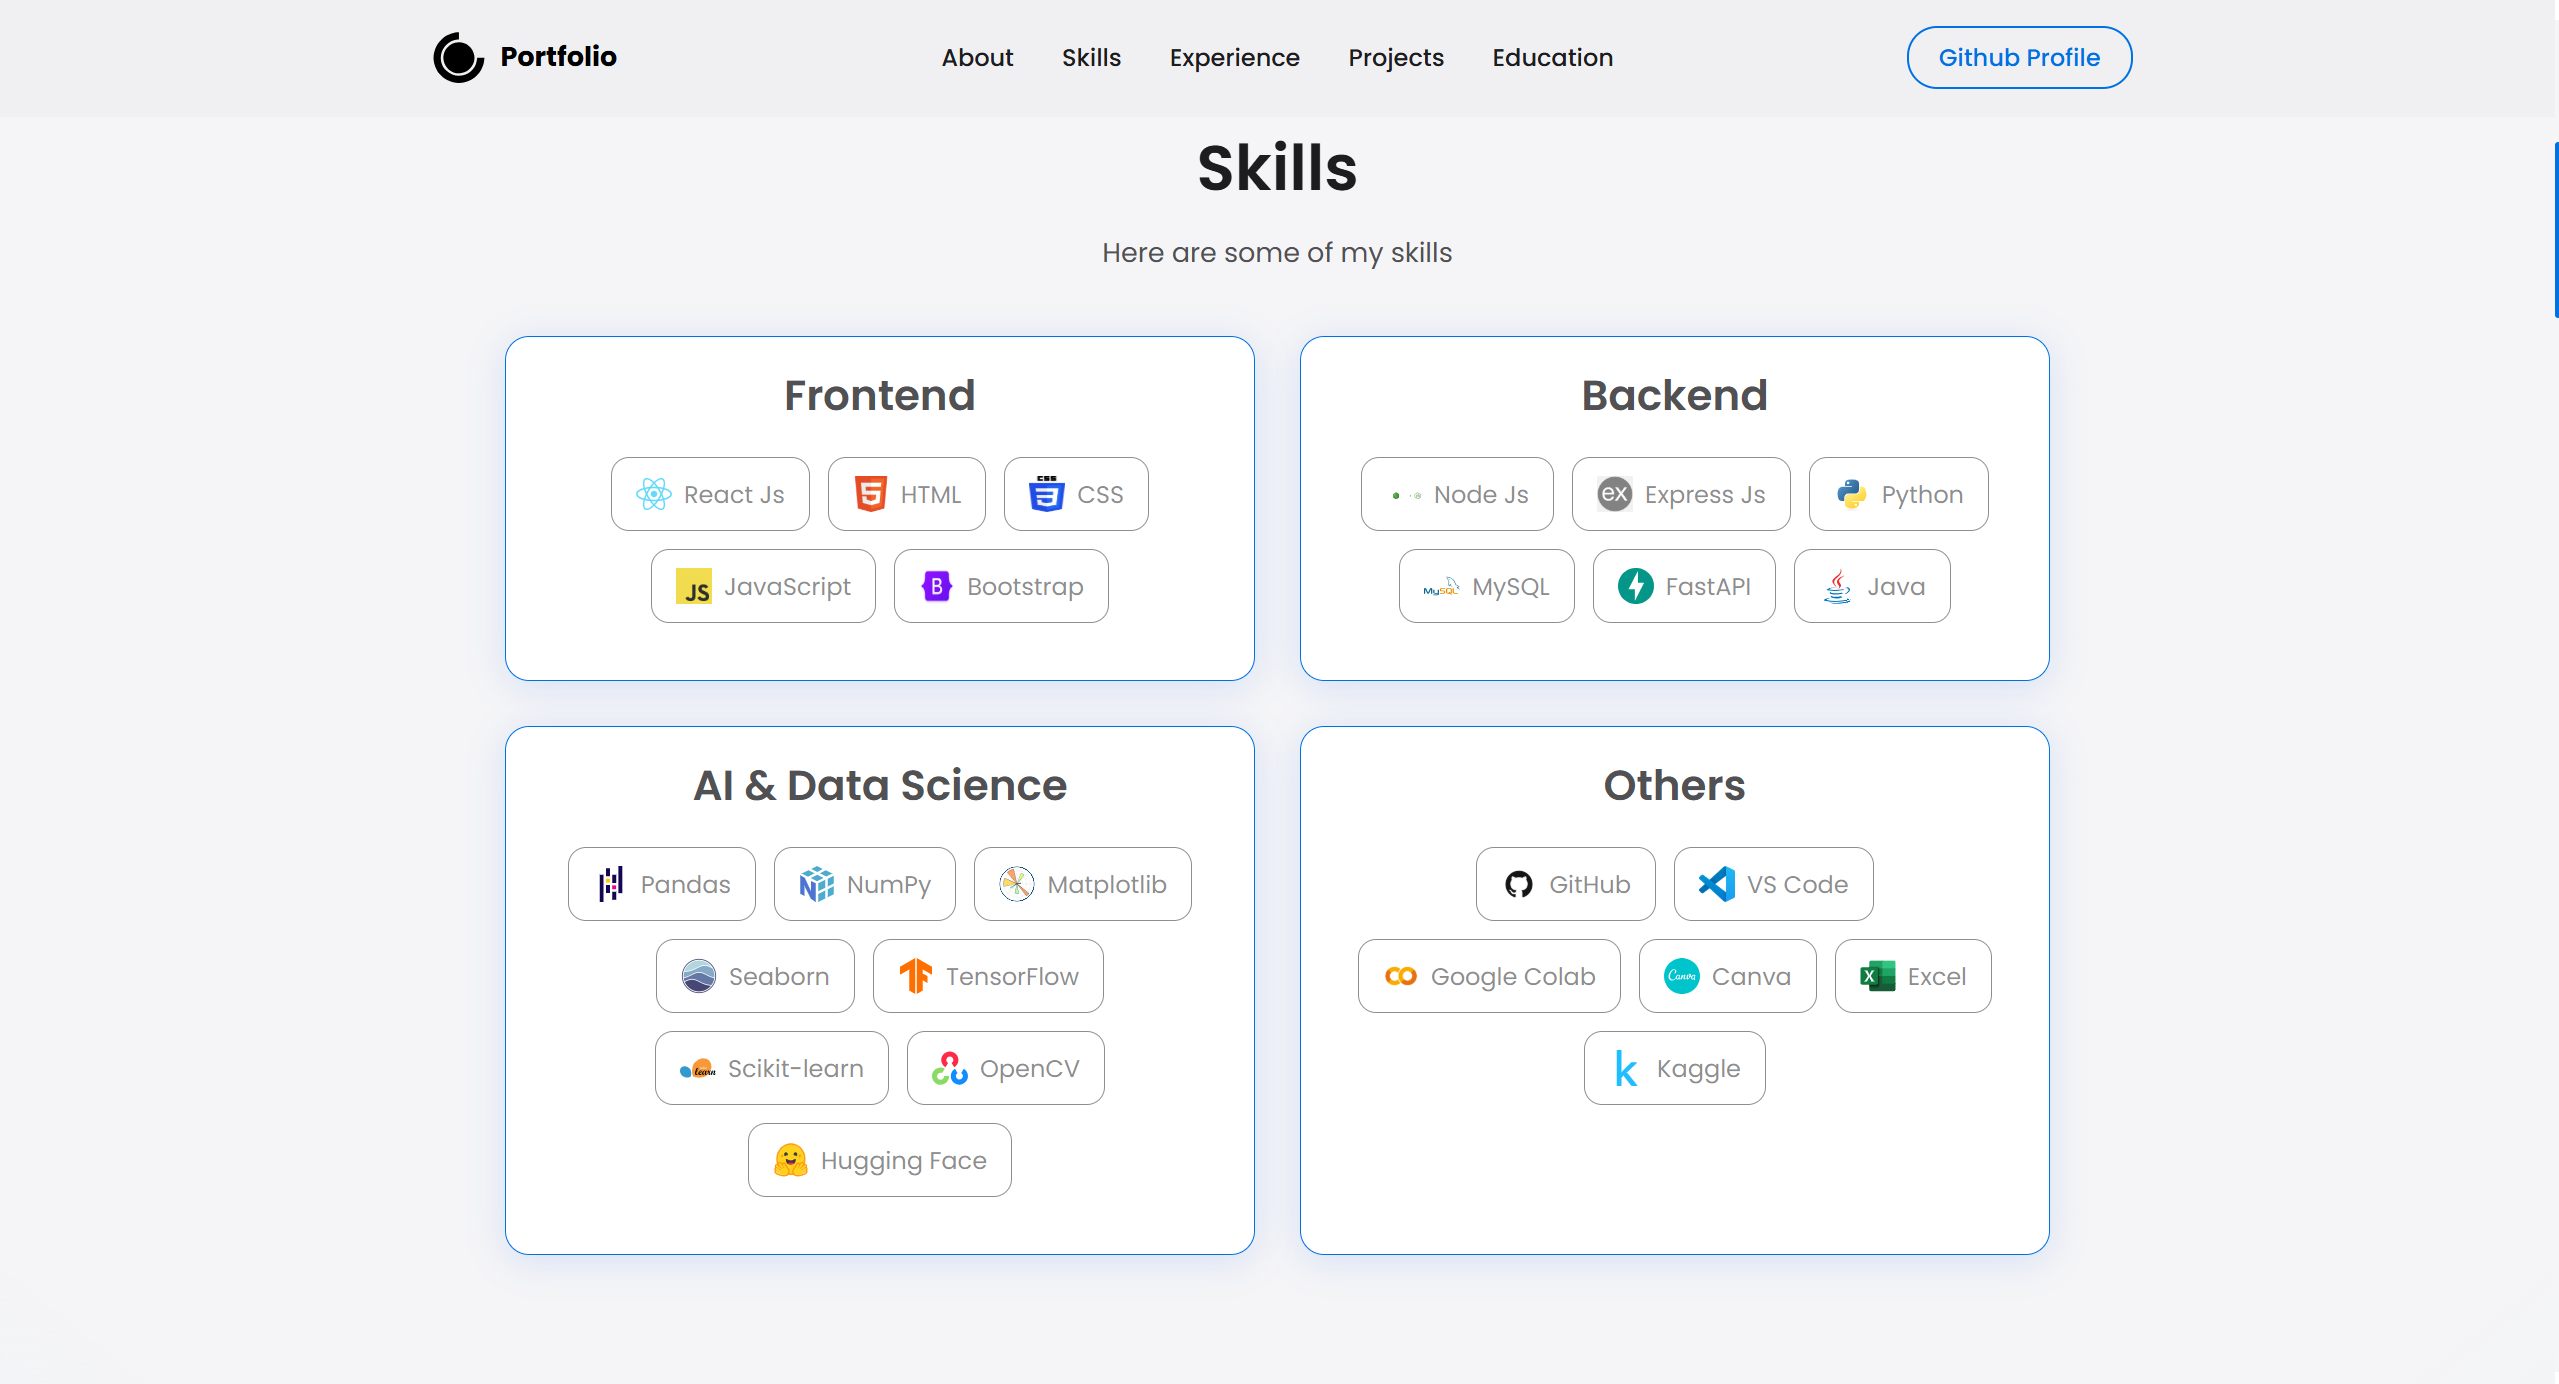 Portfolio
About Skills Experience Projects Education
Github Profile
Skills
Here are some of my skills
Frontend
React Js HTML CSS
JavaScript Bootstrap
Backend
Node Js Express Js Python
MySQL FastAPI Java
AI & Data Science
Pandas NumPy Matplotlib
Seaborn TensorFlow
Scikit-learn OpenCV
Hugging Face
Others
GitHub VS Code
Google Colab Canva Excel
Kaggle